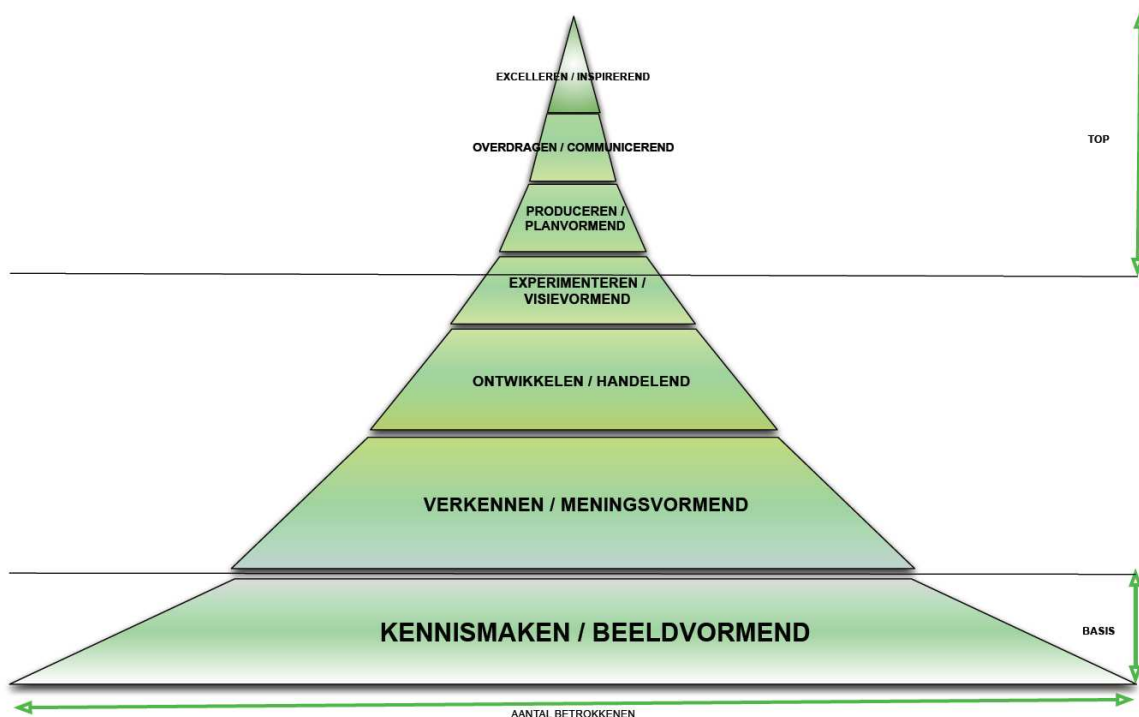 EXCELLEREN / INSPIREREND
TOP
OVERDRAGEN / COMMUNICEREND
PRODUCEREN /
PLANVORMEND
EXPERIMENTEREN /
VISIEVORMEND
ONTWIKKELEN / HANDELEND
VERKENNEN / MENINGSVORMEND
KENNISMAKEN / BEELDVORMEND
BASIS
AANTAL BETROKKENEN